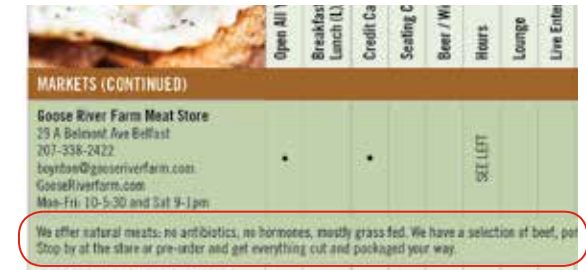 Open All
Breakfast
Lunch (L)
Credit Ca
Seating C
Beer / Wi
Hours
Lounge
Live Enter
MARKETS (CONTINUED)
Goose River Farm Meat Store
29 A Belmont Ave Belfast
207-338-2422
boynton@gooseriverfarm.com
GooseRiverfarm.com
Mon-Fri: 10-5:30 and Sat 9-1pm
SEE LEFT
We offer natural meats: no antibiotics, no hormones, mostly grass fed. We have a selection of beef, por
Stop by at the store or pre-order and get everything cut and packaged your way.